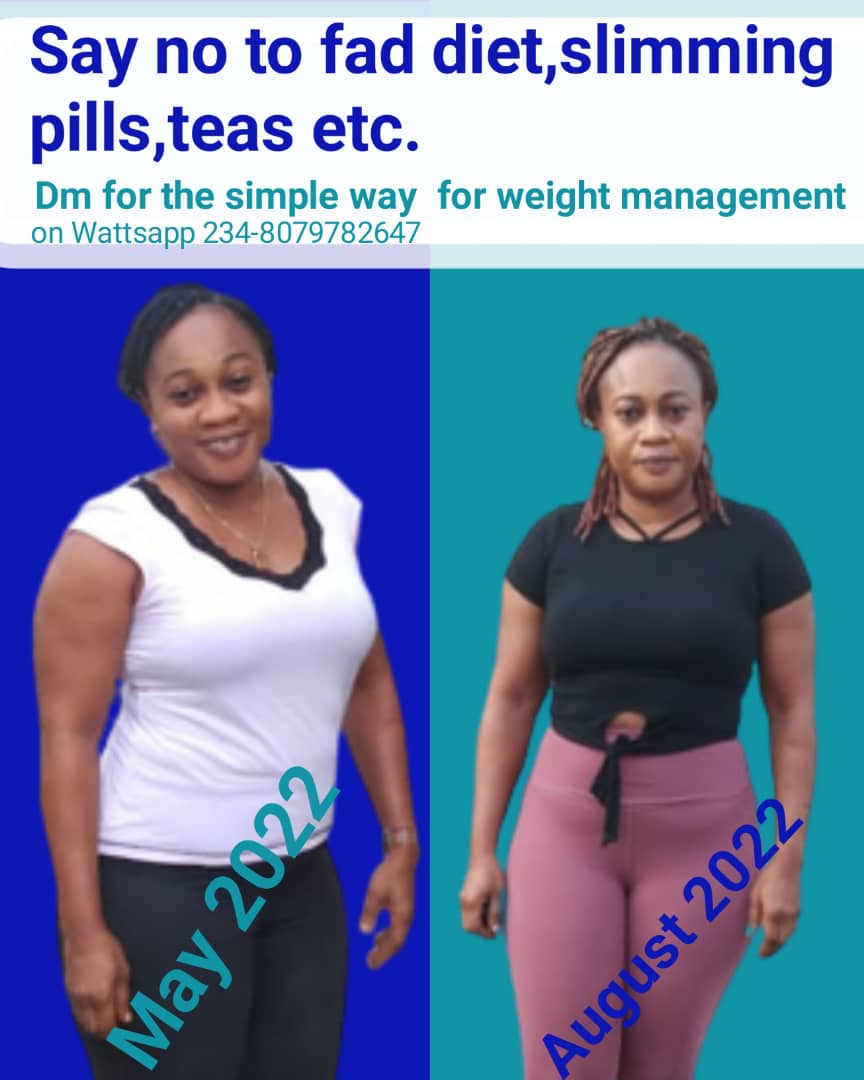 Say no to fad diet,slimming
pills,teas etc.
Dm for the simple way for weight management
on Wattsapp 234-8079782647
May 2022
August 2022